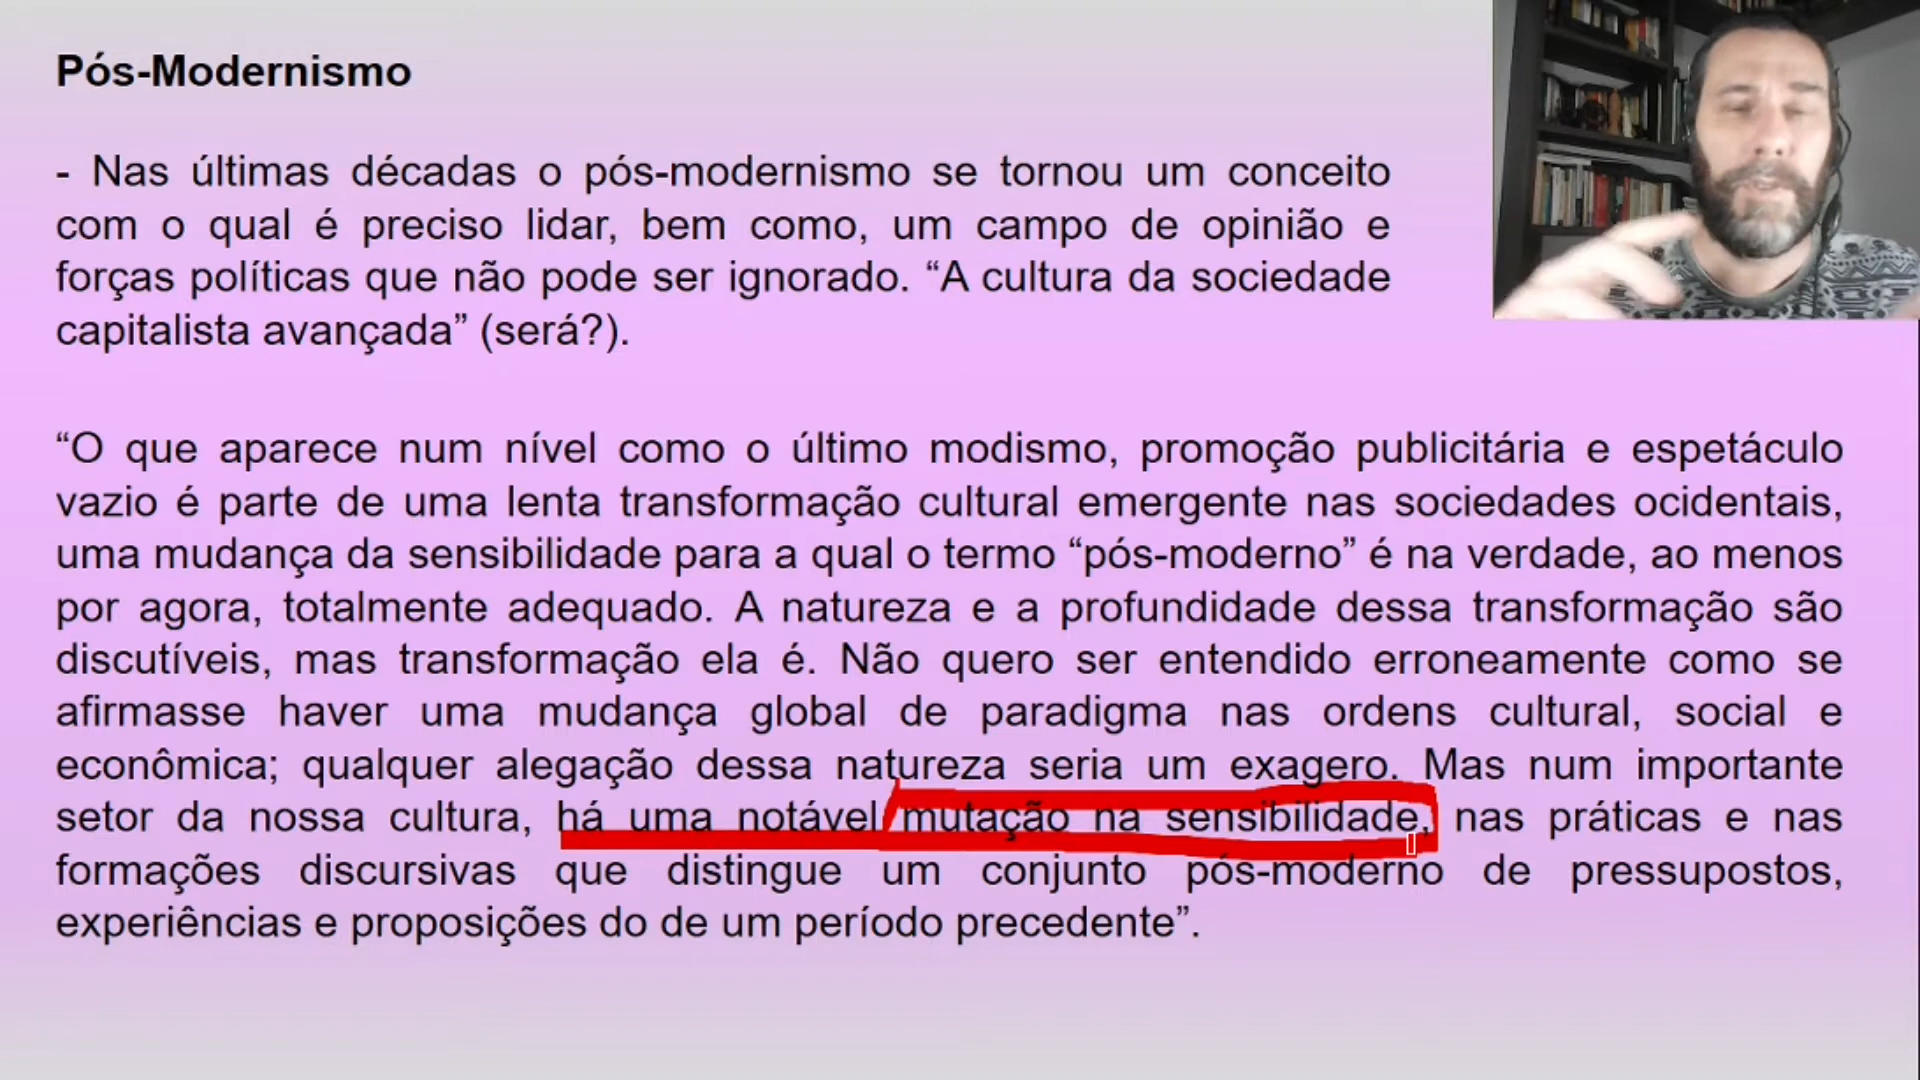 Pós-Modernismo
- Nas últimas décadas o pós-modernismo se tornou um conceito
com o qual é preciso lidar, bem como, um campo de opinião e
forças políticas que não pode ser ignorado. “A cultura da sociedade
capitalista avançada” (será?).
“O que aparece num nível como o último modismo, promoção publicitária e espetáculo
vazio é parte de uma lenta transformação cultural emergente nas sociedades ocidentais,
uma mudança da sensibilidade para a qual o termo “pós-moderno” é na verdade, ao menos
por agora, totalmente adequado. A natureza e a profundidade dessa transformação são
discutíveis, mas transformação ela é. Não quero ser entendido erroneamente como se
afirmasse haver uma mudança global de paradigma nas ordens cultural, social e
econômica; qualquer alegação dessa natureza seria um exagero. Mas num importante
setor da nossa cultura, há uma notável mutação na sensibilidade, nas práticas e nas
formações discursivas que distingue um conjunto pós-moderno de pressupostos,
experiências e proposições do de um período precedente”.